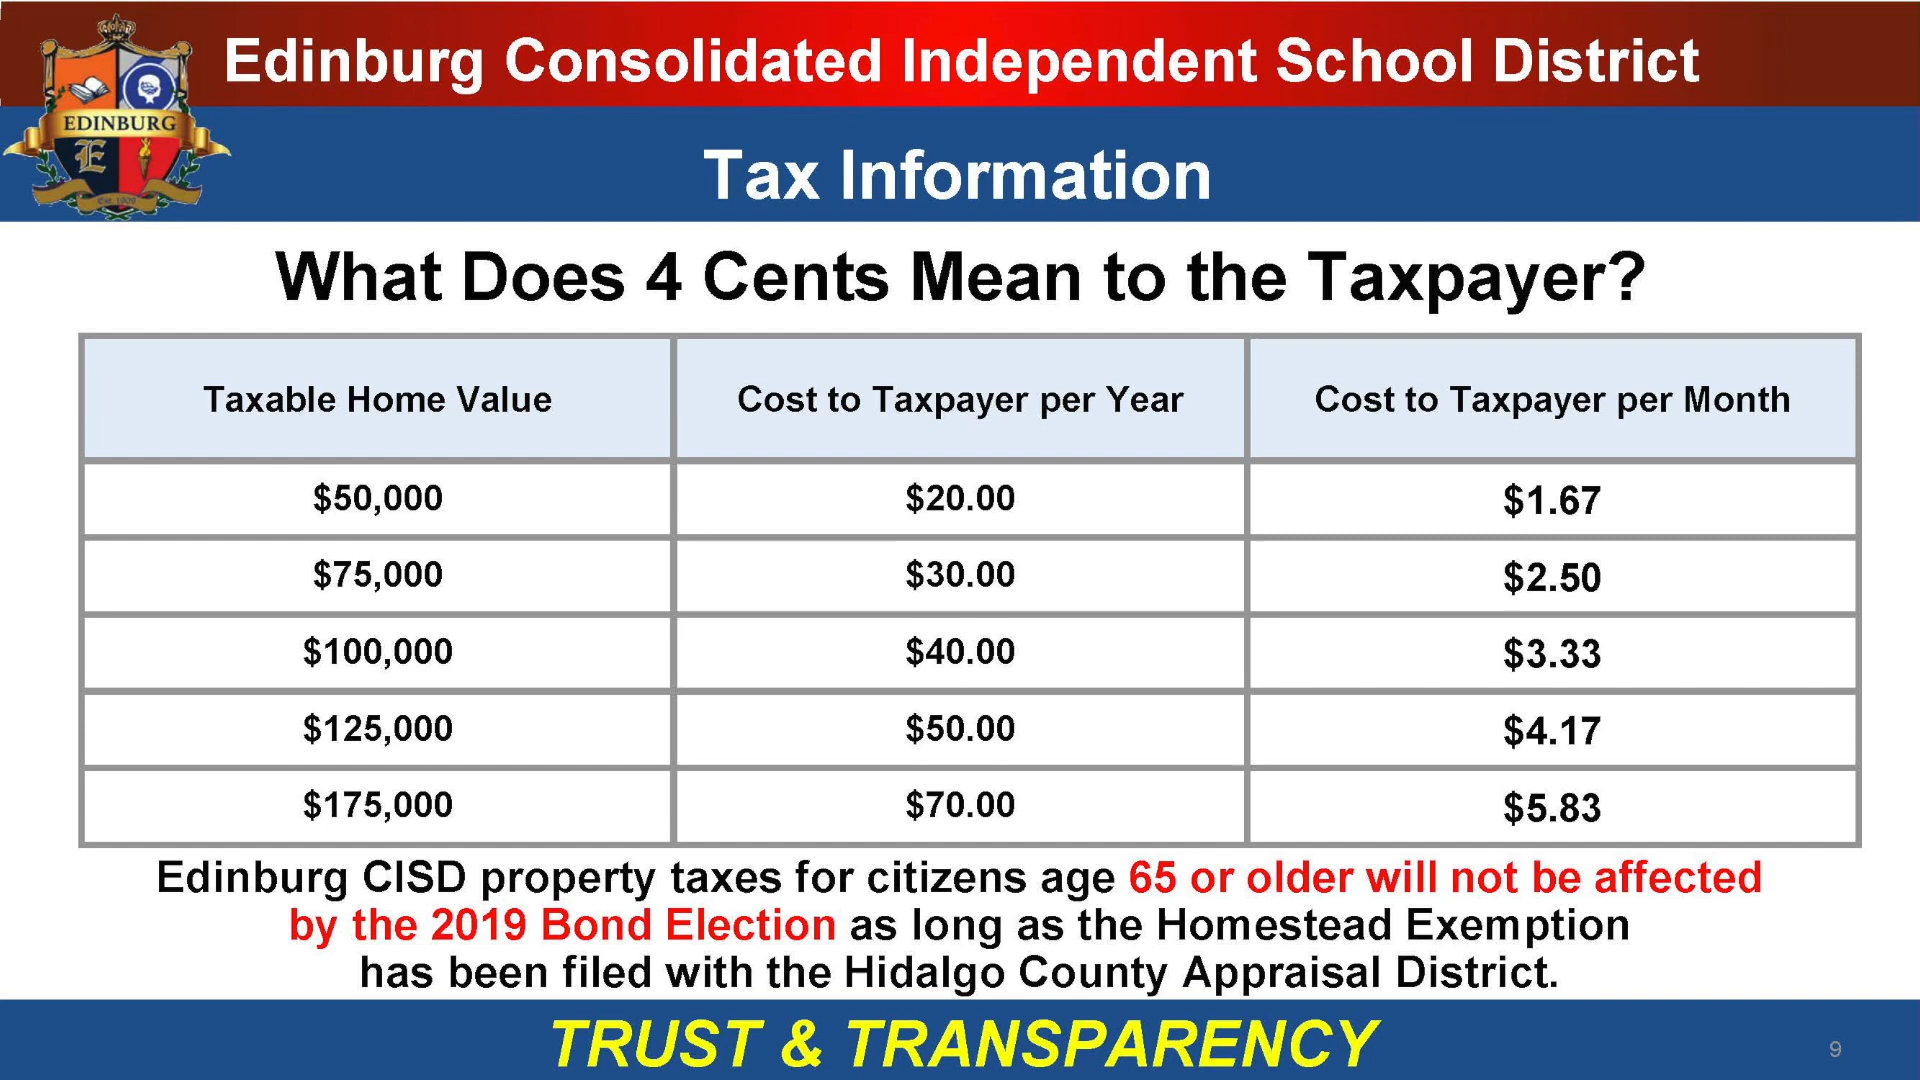 Edinburg Consolidated Independent School District
EDINBURG
E
Est. 1909
Tax Information
What Does 4 Cents Mean to the Taxpayer?
Taxable Home Value Cost to Taxpayer per Year Cost to Taxpayer per Month
$50,000 $20.00 $1.67
$75,000 $30.00 $2.50
$100,000 $40.00 $3.33
$125,000 $50.00 $4.17
$175,000 $70.00 $5.83
Edinburg CISD property taxes for citizens age 65 or older will not be affected
by the 2019 Bond Election as long as the Homestead Exemption
has been filed with the Hidalgo County Appraisal District.
TRUST & TRANSPARENCY
9